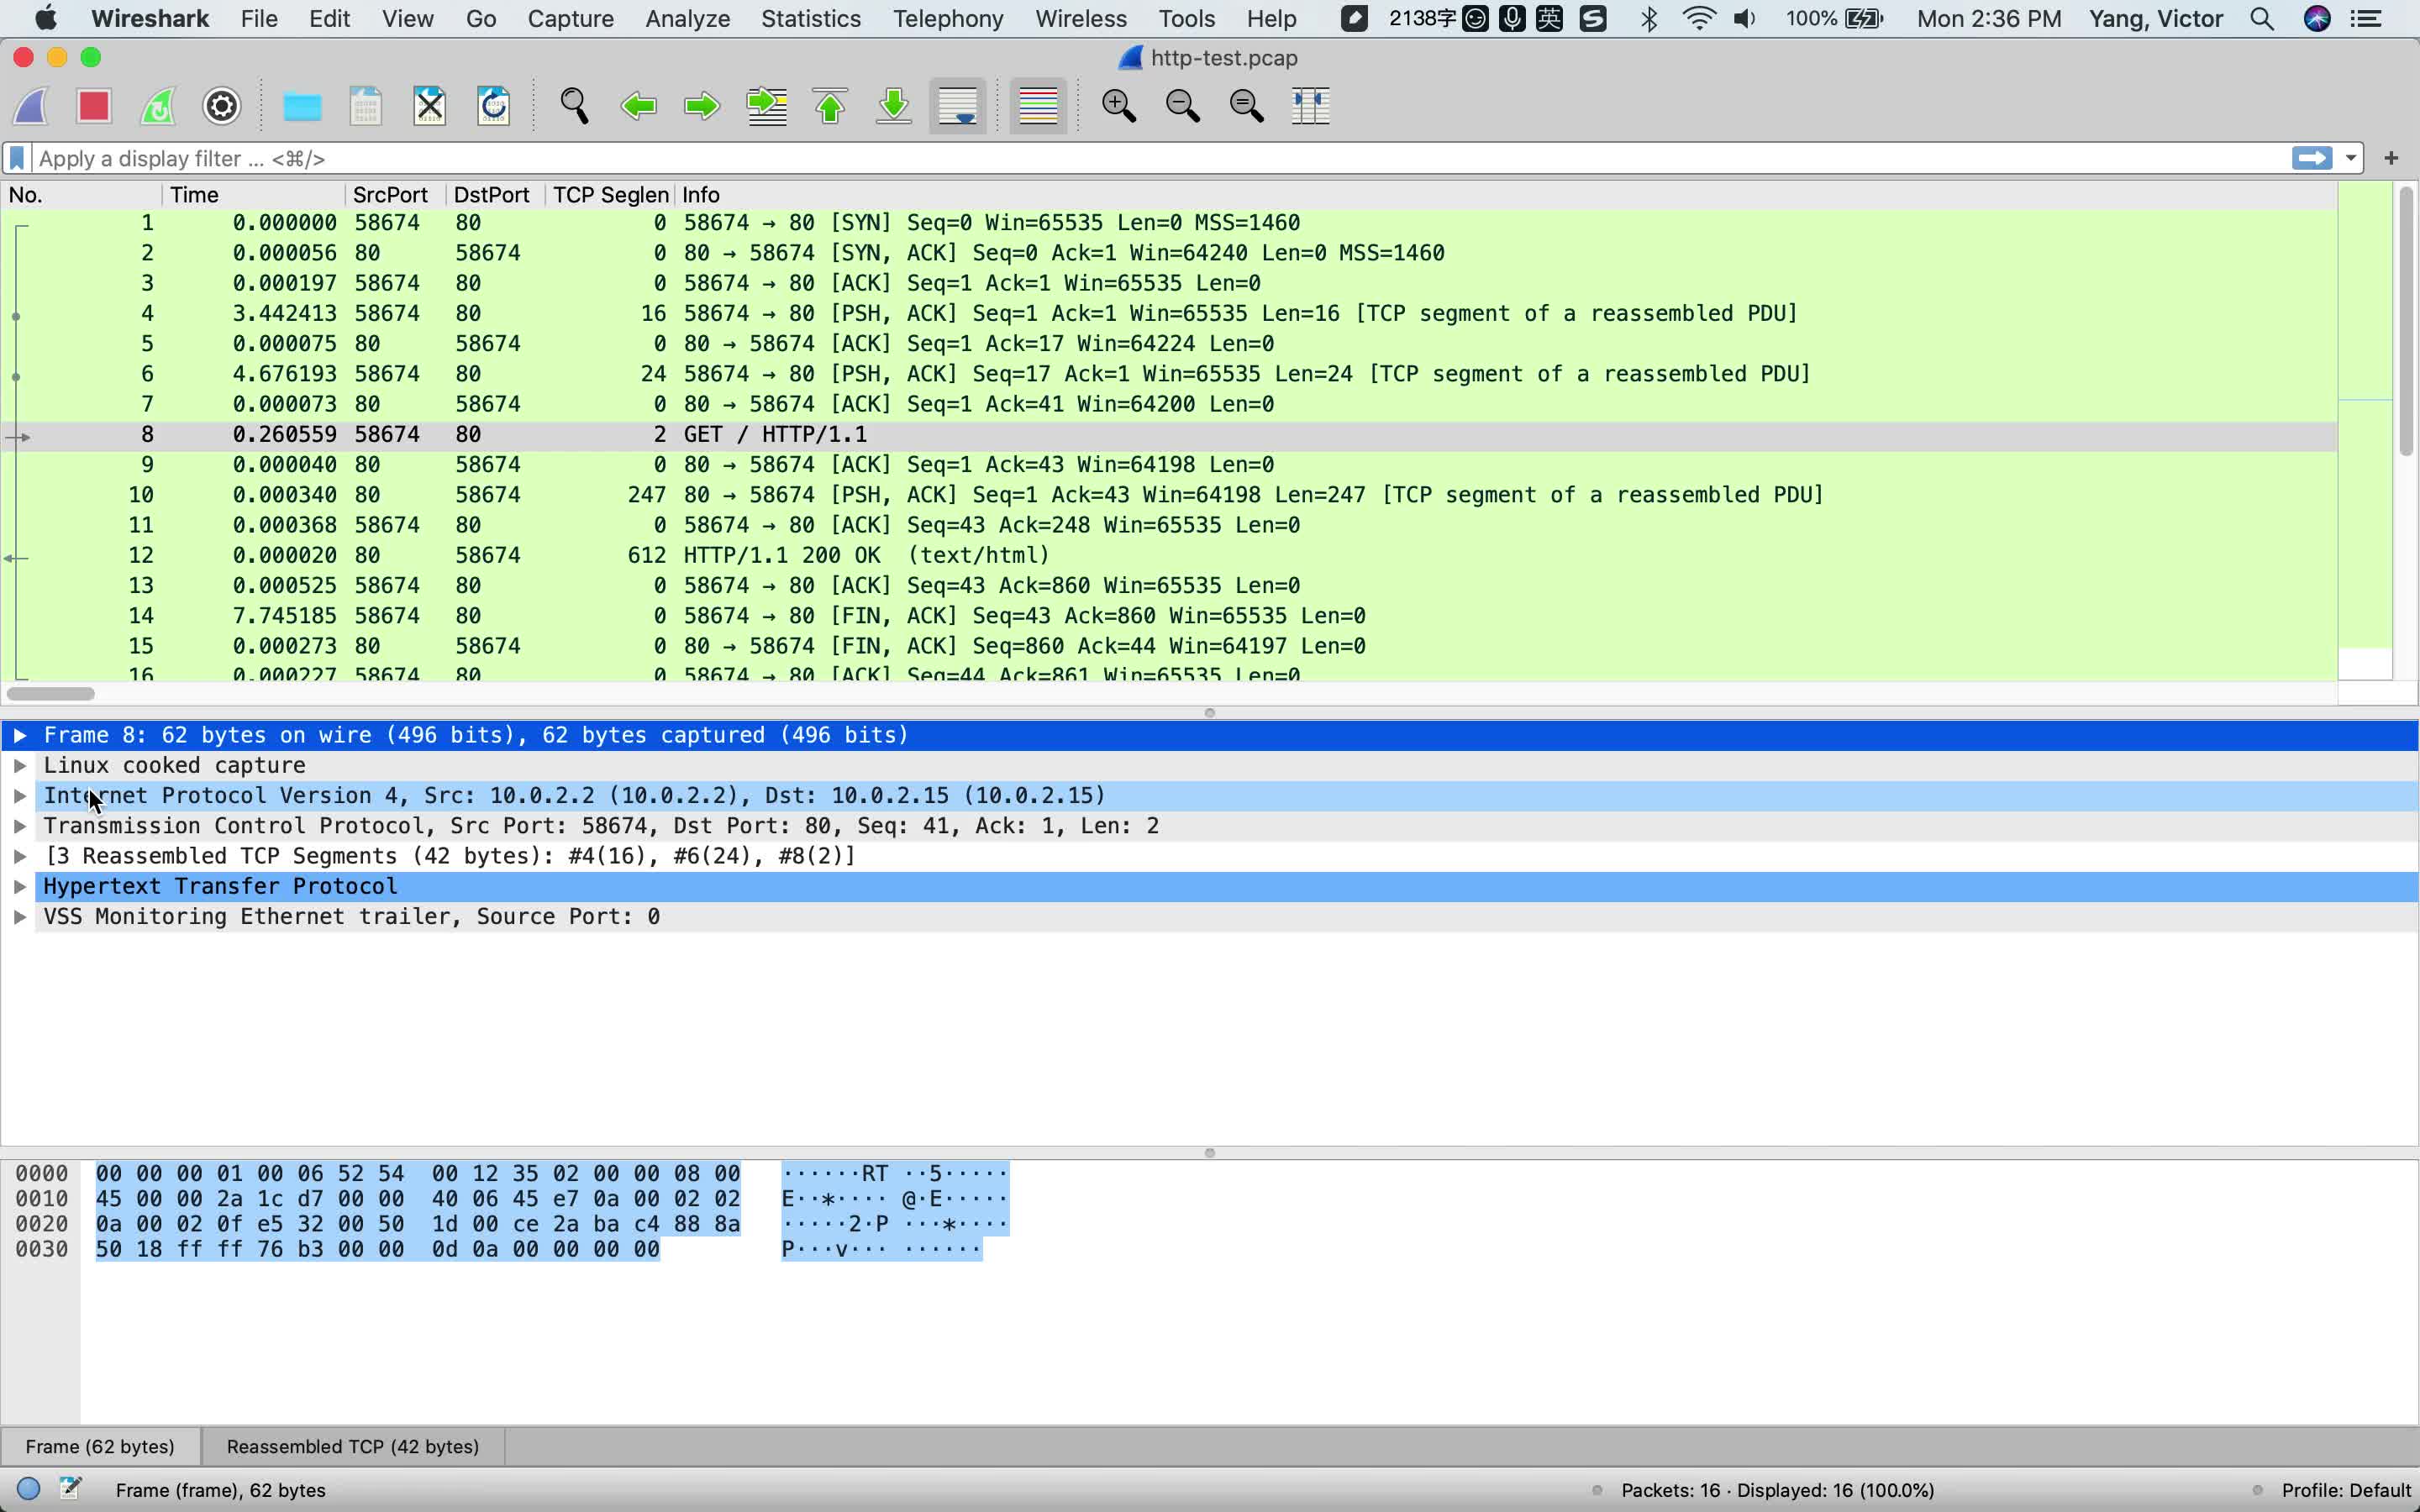 Wireshark File Edit View Go Capture Analyze Statistics Telephony Wireless Tools Help 2138字 英 S 100% Mon 2:36 PM Yang, Victor
http-test.pcap
Apply a display filter ... <⌘/>
No. Time SrcPort DstPort TCP Seglen Info
1 0.000000 58674 80 0 58674 → 80 [SYN] Seq=0 Win=65535 Len=0 MSS=1460
2 0.000056 80 58674 0 80 → 58674 [SYN, ACK] Seq=0 Ack=1 Win=64240 Len=0 MSS=1460
3 0.000197 58674 80 0 58674 → 80 [ACK] Seq=1 Ack=1 Win=65535 Len=0
4 3.442413 58674 80 16 58674 → 80 [PSH, ACK] Seq=1 Ack=1 Win=65535 Len=16 [TCP segment of a reassembled PDU]
5 0.000075 80 58674 0 80 → 58674 [ACK] Seq=1 Ack=17 Win=64224 Len=0
6 4.676193 58674 80 24 58674 → 80 [PSH, ACK] Seq=17 Ack=1 Win=65535 Len=24 [TCP segment of a reassembled PDU]
7 0.000073 80 58674 0 80 → 58674 [ACK] Seq=1 Ack=41 Win=64200 Len=0
8 0.260559 58674 80 2 GET / HTTP/1.1
9 0.000040 80 58674 0 80 → 58674 [ACK] Seq=1 Ack=43 Win=64198 Len=0
10 0.000340 80 58674 247 80 → 58674 [PSH, ACK] Seq=1 Ack=43 Win=64198 Len=247 [TCP segment of a reassembled PDU]
11 0.000368 58674 80 0 58674 → 80 [ACK] Seq=43 Ack=248 Win=65535 Len=0
12 0.000020 80 58674 612 HTTP/1.1 200 OK (text/html)
13 0.000525 58674 80 0 58674 → 80 [ACK] Seq=43 Ack=860 Win=65535 Len=0
14 7.745185 58674 80 0 58674 → 80 [FIN, ACK] Seq=43 Ack=860 Win=65535 Len=0
15 0.000273 80 58674 0 80 → 58674 [FIN, ACK] Seq=860 Ack=44 Win=64197 Len=0
16 0.000227 58674 80 0 58674 → 80 [ACK] Seq=44 Ack=861 Win=65535 Len=0
Frame 8: 62 bytes on wire (496 bits), 62 bytes captured (496 bits)
Linux cooked capture
Internet Protocol Version 4, Src: 10.0.2.2 (10.0.2.2), Dst: 10.0.2.15 (10.0.2.15)
Transmission Control Protocol, Src Port: 58674, Dst Port: 80, Seq: 41, Ack: 1, Len: 2
[3 Reassembled TCP Segments (42 bytes): #4(16), #6(24), #8(2)]
Hypertext Transfer Protocol
VSS Monitoring Ethernet trailer, Source Port: 0
0000 00 00 00 01 00 06 52 54 00 12 35 02 00 00 08 00 ······RT ··5·····
0010 45 00 00 2a 1c d7 00 00 40 06 45 e7 0a 00 02 02 E··*···· @·E·····
0020 0a 00 02 0f e5 32 00 50 1d 00 ce 2a ba c4 88 8a ·····2·P ···*····
0030 50 18 ff ff 76 b3 00 00 0d 0a 00 00 00 00 P···v··· ······
Frame (62 bytes) Reassembled TCP (42 bytes)
Frame (frame), 62 bytes Packets: 16 · Displayed: 16 (100.0%) Profile: Default